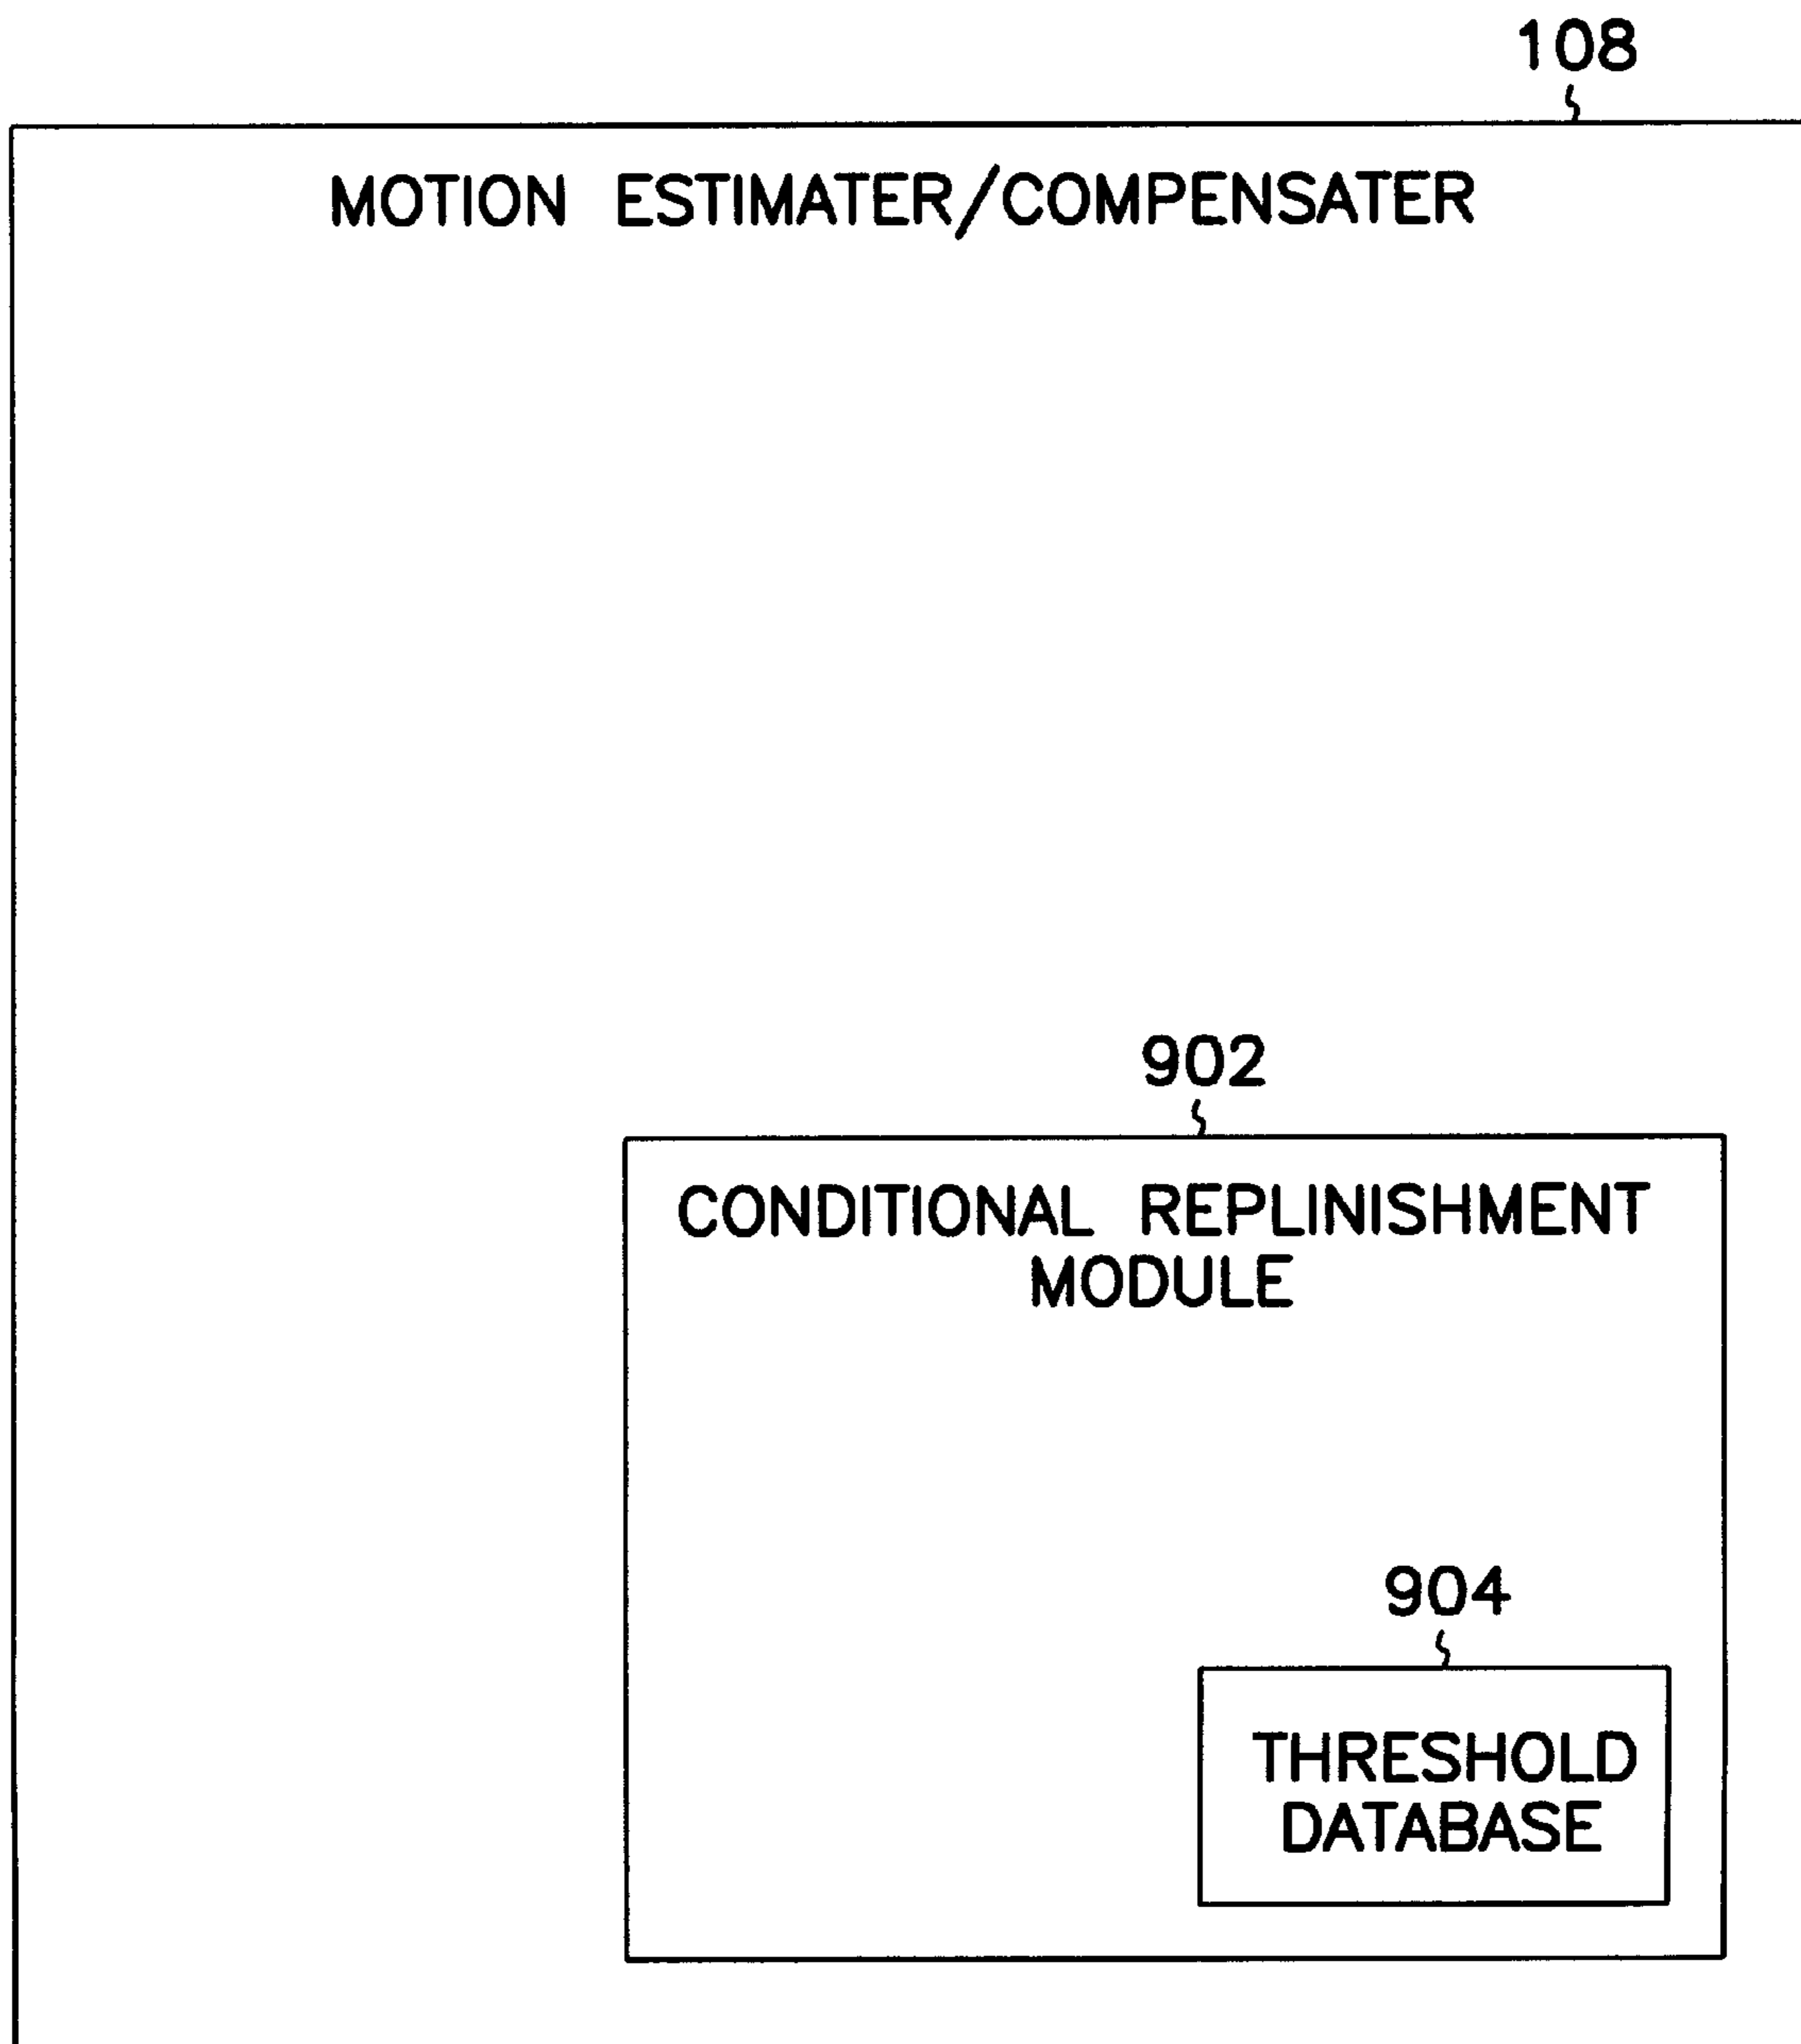 108
MOTION ESTIMATER/COMPENSATER
902
CONDITIONAL REPLINISHMENT
MODULE
904
THRESHOLD
DATABASE